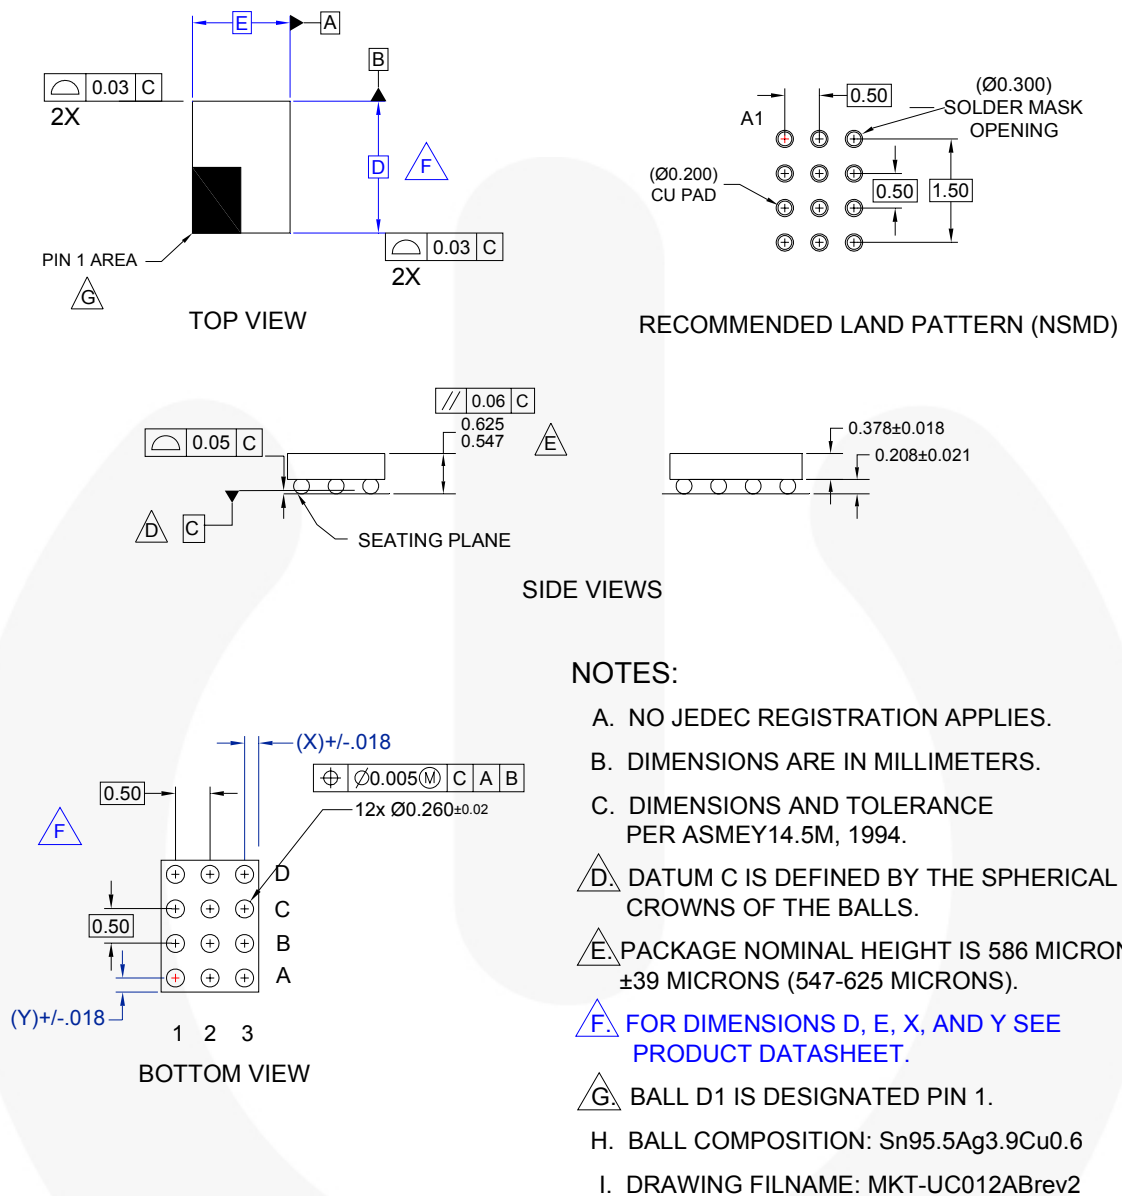 E
A
B
0.03 C
2X
D
F
0.03 C
2X
PIN 1 AREA
G
TOP VIEW
0.50
(Ø0.300)
SOLDER MASK
OPENING
A1
(Ø0.200)
CU PAD
0.50
1.50
RECOMMENDED LAND PATTERN (NSMD)
// 0.06 C
0.625
0.547
E
0.05 C
D
C
SEATING PLANE
0.378±0.018
0.208±0.021
SIDE VIEWS
(X)+/-.018
Ø0.005Ⓜ C A B
12x Ø0.260±0.02
0.50
F
D
C
0.50
B
A
(Y)+/-.018
1 2 3
BOTTOM VIEW
NOTES:
A. NO JEDEC REGISTRATION APPLIES.
B. DIMENSIONS ARE IN MILLIMETERS.
C. DIMENSIONS AND TOLERANCE
PER ASMEY14.5M, 1994.
D. DATUM C IS DEFINED BY THE SPHERICAL
CROWNS OF THE BALLS.
E. PACKAGE NOMINAL HEIGHT IS 586 MICRON
±39 MICRONS (547-625 MICRONS).
F. FOR DIMENSIONS D, E, X, AND Y SEE
PRODUCT DATASHEET.
G. BALL D1 IS DESIGNATED PIN 1.
H. BALL COMPOSITION: Sn95.5Ag3.9Cu0.6
I. DRAWING FILNAME: MKT-UC012ABrev2